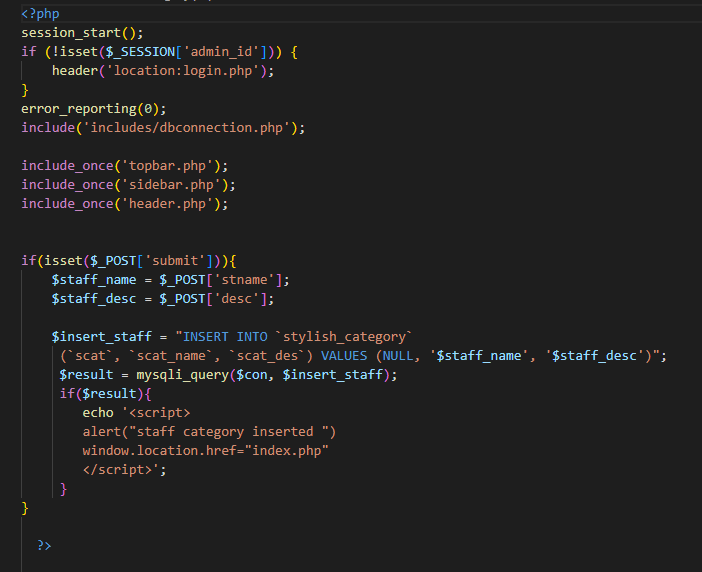 <?php
session_start();
if (!isset($_SESSION['admin_id'])) {
    header('location:login.php');
}
error_reporting(0);
include('includes/dbconnection.php');

include_once('topbar.php');
include_once('sidebar.php');
include_once('header.php');


if(isset($_POST['submit'])){
    $staff_name = $_POST['stname'];
    $staff_desc = $_POST['desc'];

    $insert_staff = "INSERT INTO `stylish_category`
     (`scat`, `scat_name`, `scat_des`) VALUES (NULL, '$staff_name', '$staff_desc')";
     $result = mysqli_query($con, $insert_staff);
     if($result){
        echo '<script>
        alert("staff category inserted ")
        window.location.href="index.php"
        </script>';
     }
}

  ?>